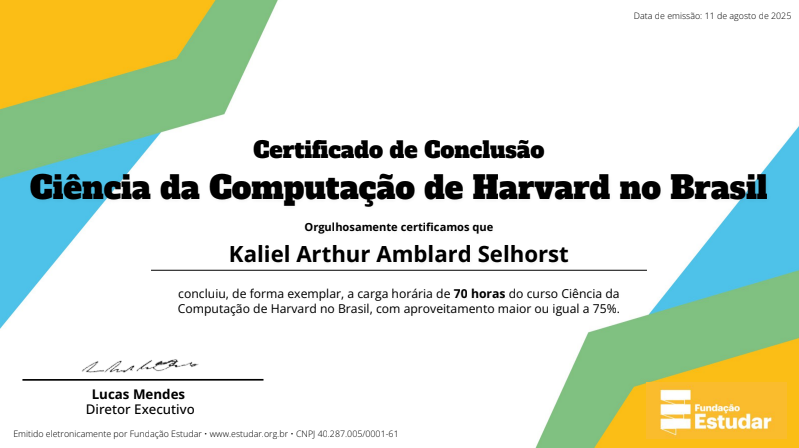 Data de emissão: 11 de agosto de 2025
Certificado de Conclusão
Ciência da Computação de Harvard no Brasil
Orgulhosamente certificamos que
Kaliel Arthur Amblard Selhorst
concluiu, de forma exemplar, a carga horária de 70 horas do curso Ciência da
Computação de Harvard no Brasil, com aproveitamento maior ou igual a 75%.
Lucas Mendes
Diretor Executivo
Emitido eletronicamente por Fundação Estudar • www.estudar.org.br • CNPJ 40.287.005/0001-61
Fundação
Estudar